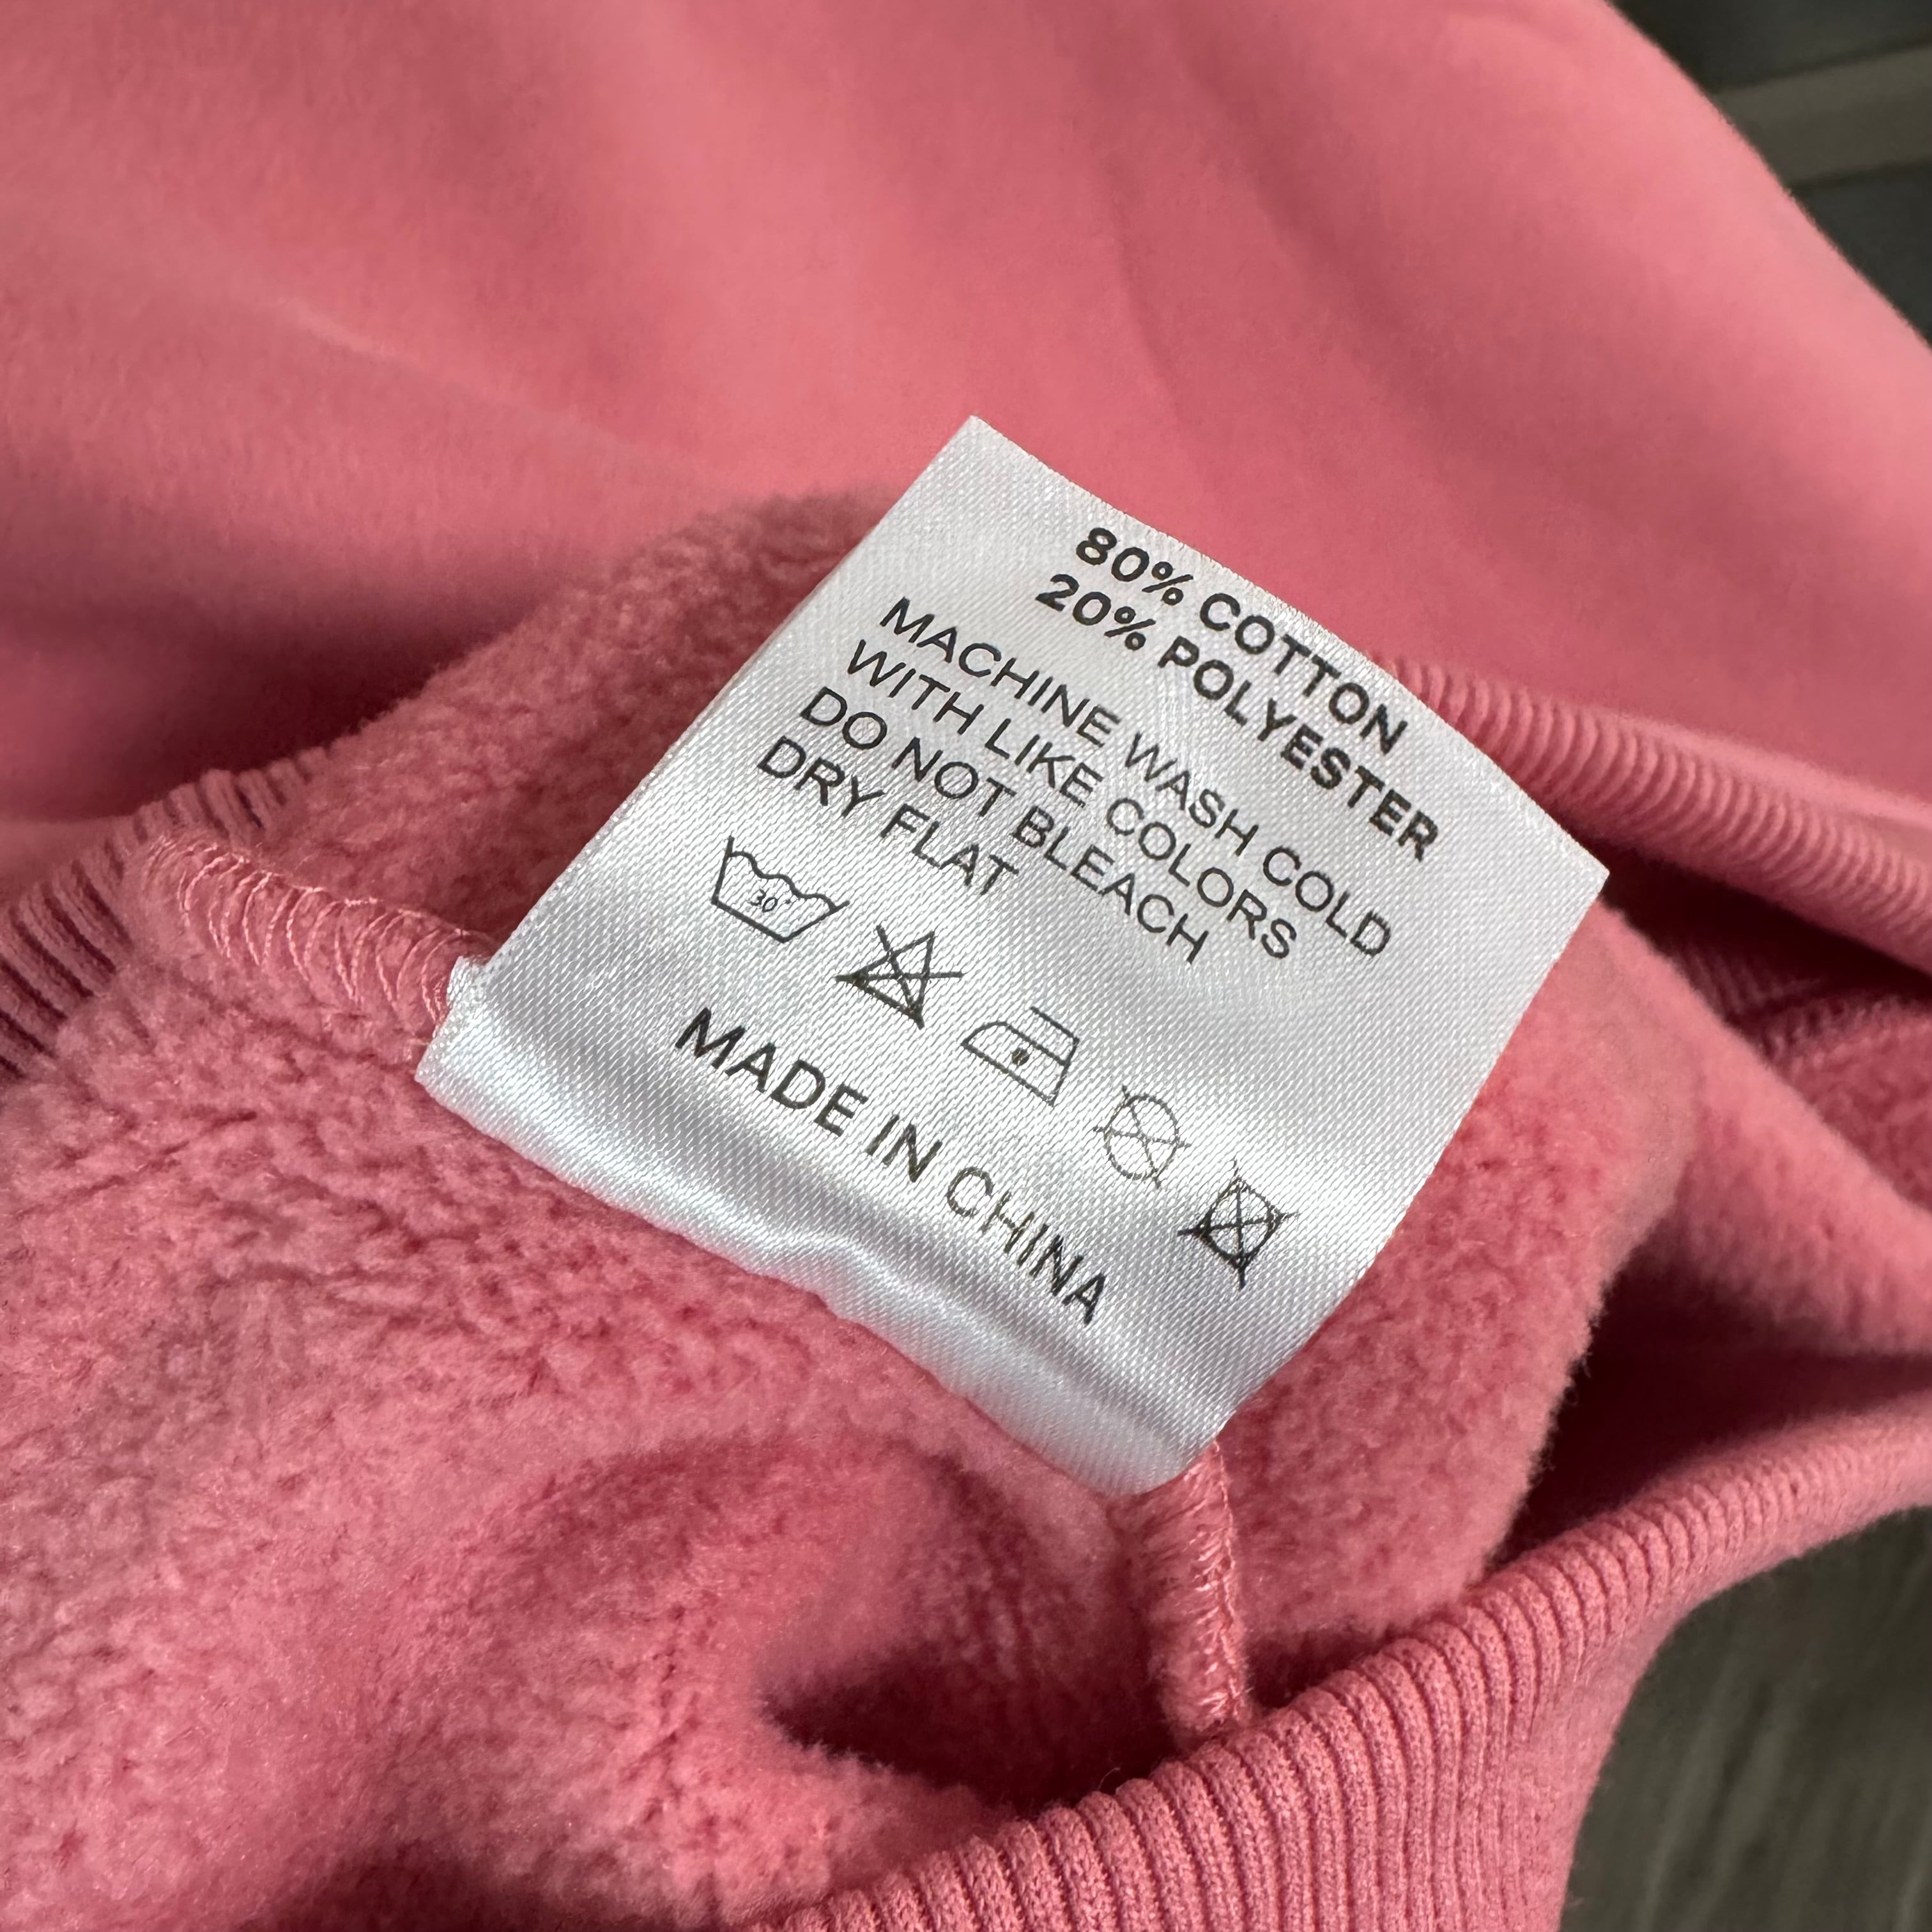 80% COTTON
20% POLYESTER
MACHINE WASH COLD
WITH LIKE COLORS
DO NOT BLEACH
DRY FLAT
30°
MADE IN CHINA